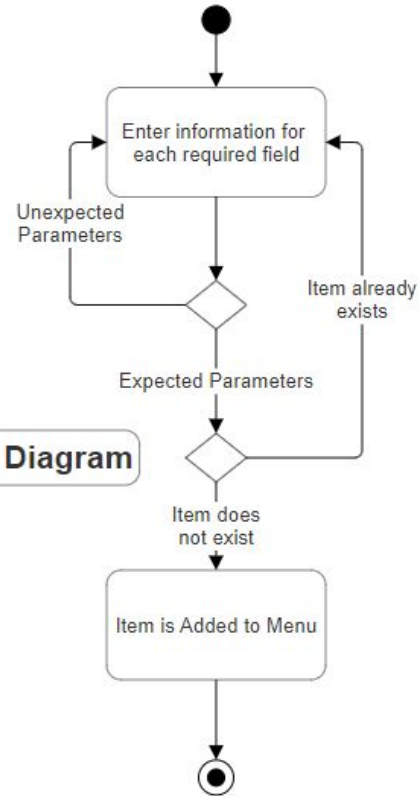 Enter information for
each required field
Unexpected
Parameters
Item already
exists
Expected Parameters
Diagram
Item does
not exist
Item is Added to Menu